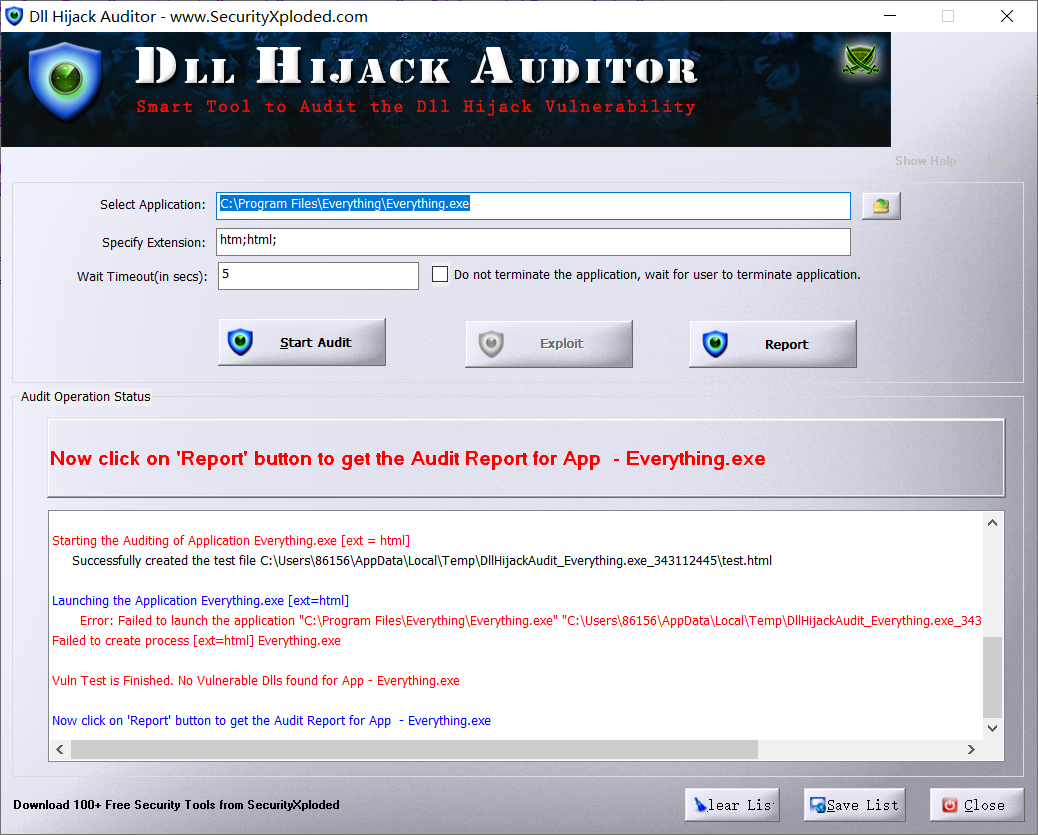 Dll Hijack Auditor - www.SecurityXploded.com
Dll Hijack Auditor
Smart Tool to Audit the Dll Hijack Vulnerability
Show Help
Select Application:
C:\Program Files\Everything\Everything.exe
Specify Extension:
htm;html;
Wait Timeout(in secs):
5
Do not terminate the application, wait for user to terminate application.
Start Audit
Exploit
Report
Audit Operation Status
Now click on 'Report' button to get the Audit Report for App - Everything.exe
Starting the Auditing of Application Everything.exe [ext = html]
Successfully created the test file C:\Users\86156\AppData\Local\Temp\DllHijackAudit_Everything.exe_343112445\test.html
Launching the Application Everything.exe [ext=html]
Error: Failed to launch the application "C:\Program Files\Everything\Everything.exe" "C:\Users\86156\AppData\Local\Temp\DllHijackAudit_Everything.exe_343
Failed to create process [ext=html] Everything.exe
Vuln Test is Finished. No Vulnerable Dlls found for App - Everything.exe
Now click on 'Report' button to get the Audit Report for App - Everything.exe
Download 100+ Free Security Tools from SecurityXploded
lear Lis
Save List
Close